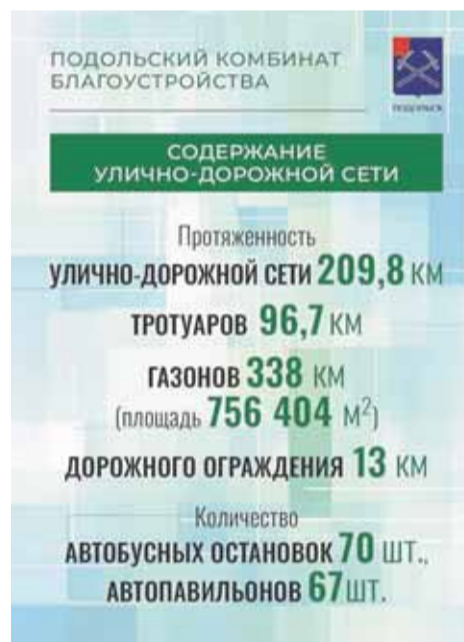 ПОДОЛЬСКИЙ КОМБИНАТ
БЛАГОУСТРОЙСТВА
ПОДОЛЬСК
СОДЕРЖАНИЕ
УЛИЧНО-ДОРОЖНОЙ СЕТИ
Протяженность
УЛИЧНО-ДОРОЖНОЙ СЕТИ 209,8 КМ
ТРОТУАРОВ 96,7 КМ
ГАЗОНОВ 338 КМ
(площадь 756 404 М²)
ДОРОЖНОГО ОГРАЖДЕНИЯ 13 КМ
Количество
АВТОБУСНЫХ ОСТАНОВОК 70 ШТ.,
АВТОПАВИЛЬОНОВ 67 ШТ.